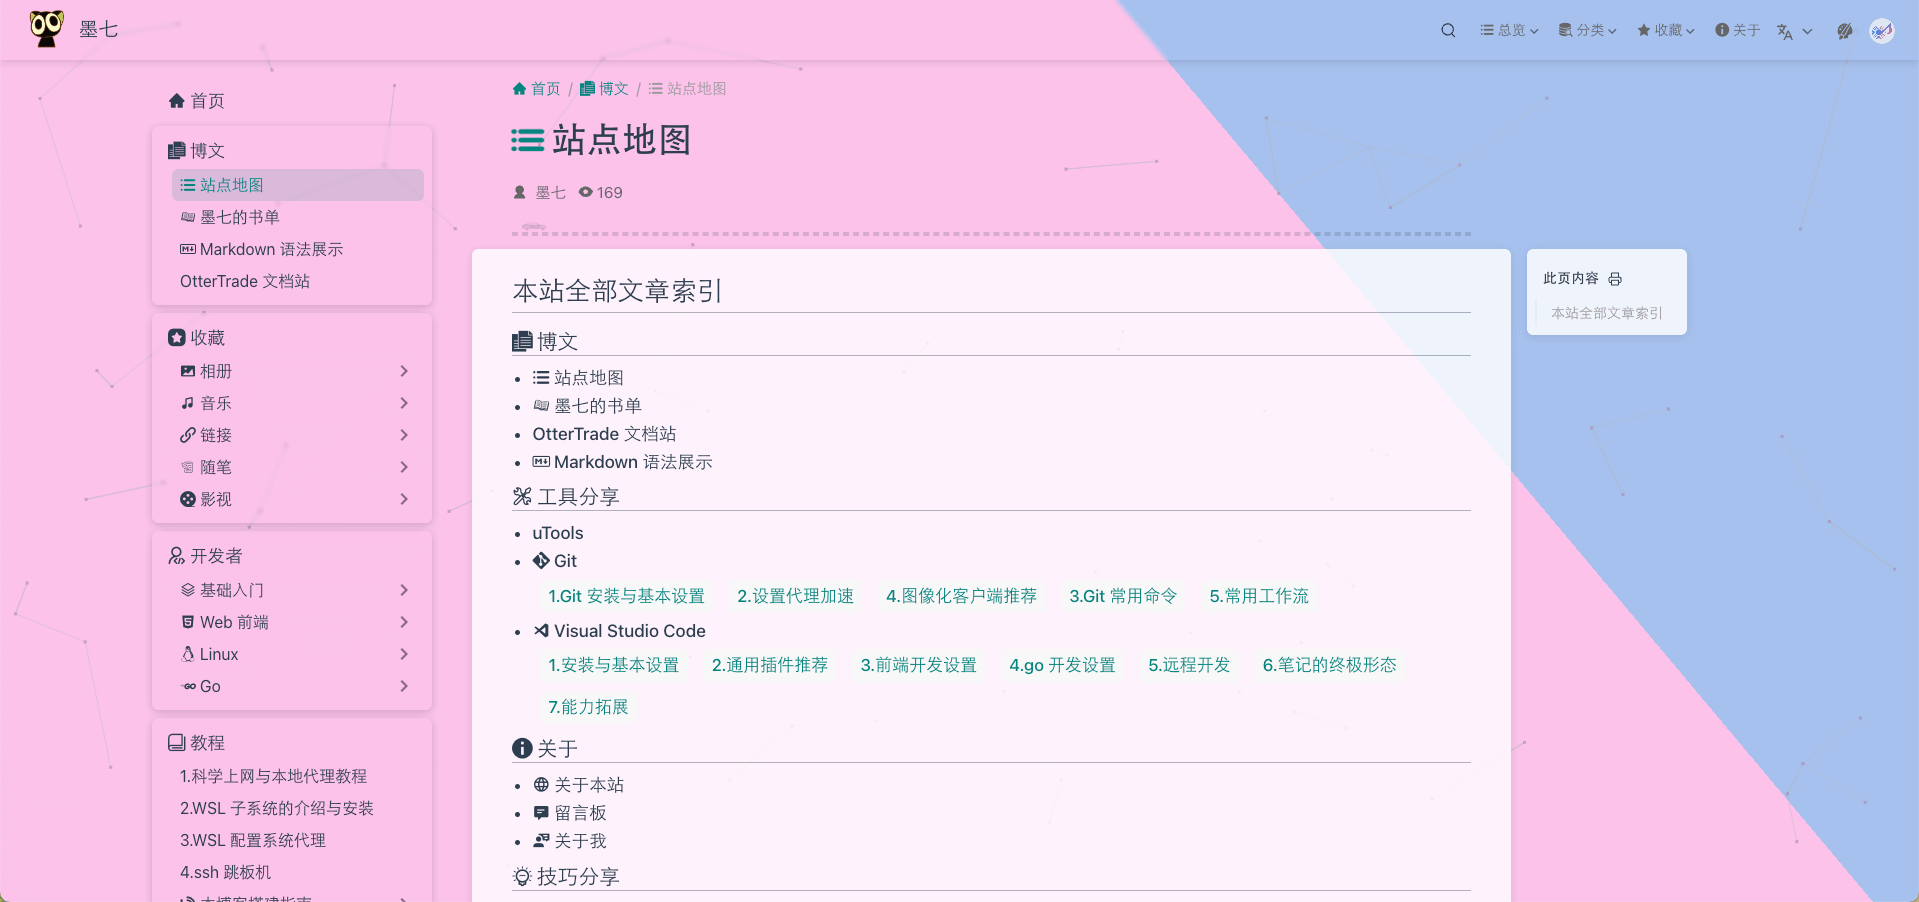 墨七
总览
分类
收藏
关于
首页
博文
站点地图
墨七的书单
Markdown 语法展示
OtterTrade 文档站
收藏
相册
音乐
链接
随笔
影视
开发者
基础入门
Web 前端
Linux
Go
教程
1.科学上网与本地代理教程
2.WSL 子系统的介绍与安装
3.WSL 配置系统代理
4.ssh 跳板机
首页 / 博文 / 站点地图
站点地图
墨七 169
本站全部文章索引
博文
站点地图
墨七的书单
OtterTrade 文档站
Markdown 语法展示
工具分享
uTools
Git
1.Git 安装与基本设置 2.设置代理加速 4.图像化客户端推荐 3.Git 常用命令 5.常用工作流
Visual Studio Code
1.安装与基本设置 2.通用插件推荐 3.前端开发设置 4.go 开发设置 5.远程开发 6.笔记的终极形态
7.能力拓展
关于
关于本站
留言板
关于我
技巧分享
此页内容
本站全部文章索引